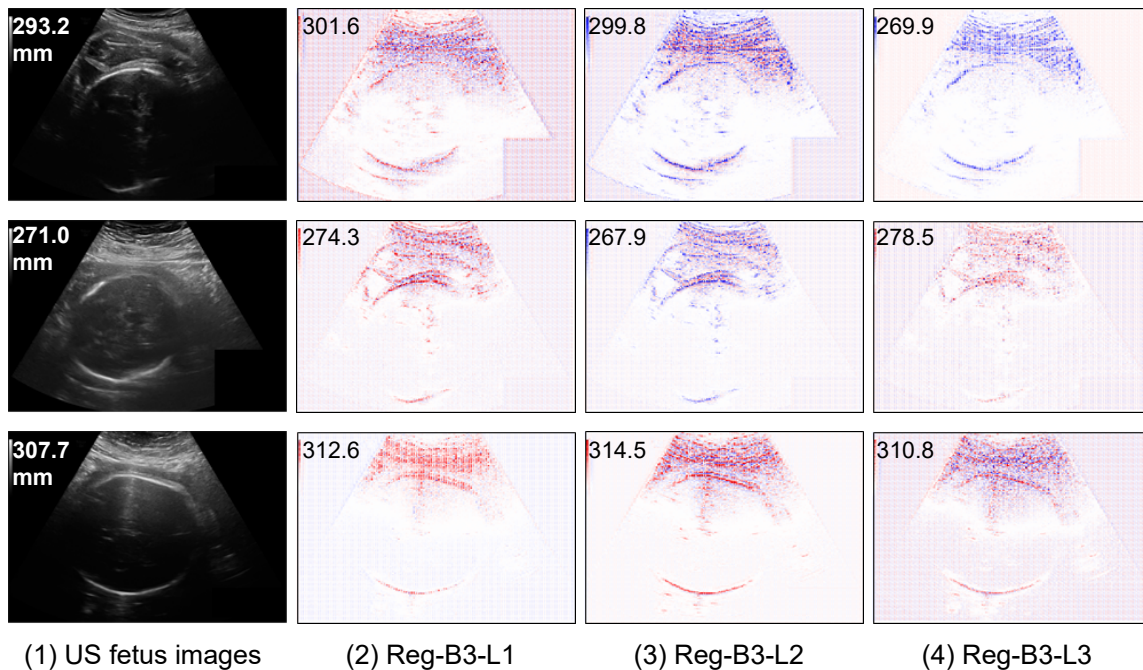 293.2
mm
301.6
299.8
269.9
271.0
mm
274.3
267.9
278.5
307.7
mm
312.6
314.5
310.8
(1) US fetus images
(2) Reg-B3-L1
(3) Reg-B3-L2
(4) Reg-B3-L3